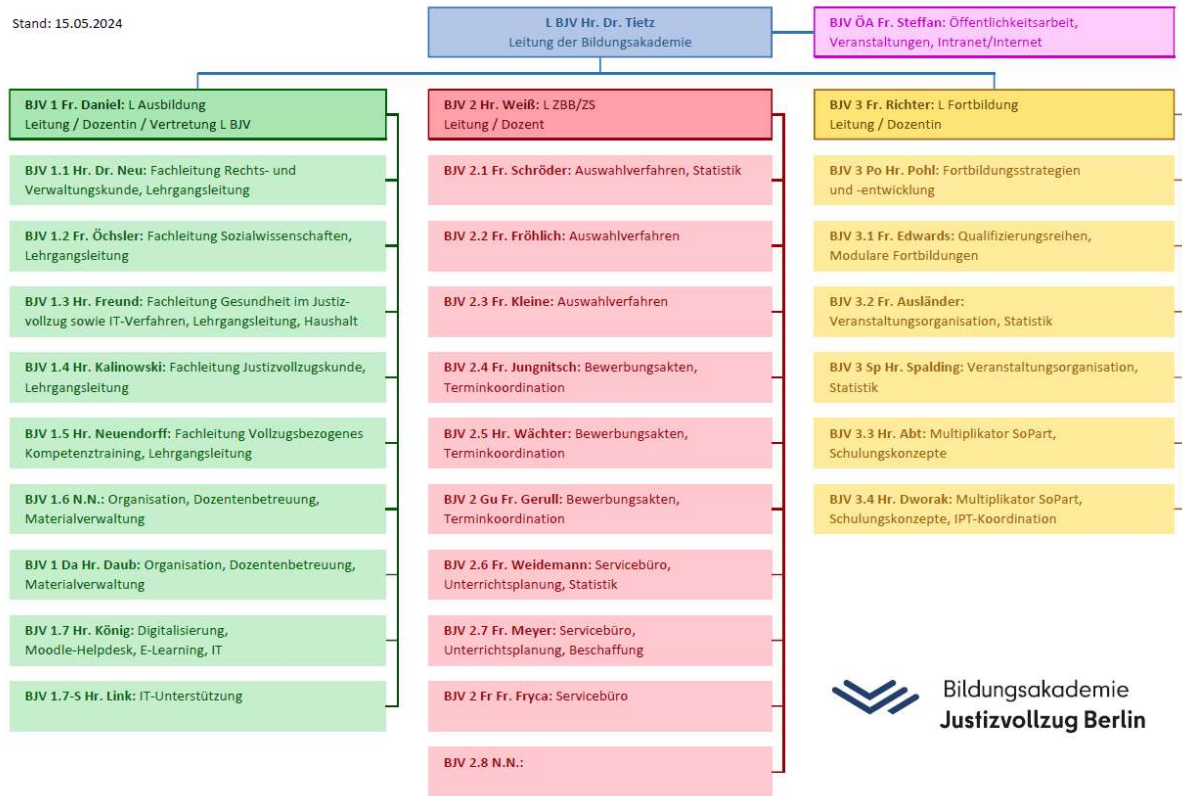 Stand: 15.05.2024
L BJV Hr. Dr. Tietz
Leitung der Bildungsakademie
BJV ÖA Fr. Steffan: Öffentlichkeitsarbeit,
Veranstaltungen, Intranet/Internet
BJV 1 Fr. Daniel: L Ausbildung
Leitung / Dozentin / Vertretung L BJV
BJV 1.1 Hr. Dr. Neu: Fachleitung Rechts- und
Verwaltungskunde, Lehrgangsleitung
BJV 1.2 Fr. Öchsler: Fachleitung Sozialwissenschaften,
Lehrgangsleitung
BJV 1.3 Hr. Freund: Fachleitung Gesundheit im Justiz-
vollzug sowie IT-Verfahren, Lehrgangsleitung, Haushalt
BJV 1.4 Hr. Kalinowski: Fachleitung Justizvollzugskunde,
Lehrgangsleitung
BJV 1.5 Hr. Neuendorff: Fachleitung Vollzugsbezogenes
Kompetenztraining, Lehrgangsleitung
BJV 1.6 N.N.: Organisation, Dozentenbetreuung,
Materialverwaltung
BJV 1 Da Hr. Daub: Organisation, Dozentenbetreuung,
Materialverwaltung
BJV 1.7 Hr. König: Digitalisierung,
Moodle-Helpdesk, E-Learning, IT
BJV 1.7-S Hr. Link: IT-Unterstützung
BJV 2 Hr. Weiß: L ZBB/ZS
Leitung / Dozent
BJV 2.1 Fr. Schröder: Auswahlverfahren, Statistik
BJV 2.2 Fr. Fröhlich: Auswahlverfahren
BJV 2.3 Fr. Kleine: Auswahlverfahren
BJV 2.4 Fr. Jungnitsch: Bewerbungsakten,
Terminkoordination
BJV 2.5 Hr. Wächter: Bewerbungsakten,
Terminkoordination
BJV 2 Gu Fr. Gerull: Bewerbungsakten,
Terminkoordination
BJV 2.6 Fr. Weidemann: Servicebüro,
Unterrichtsplanung, Statistik
BJV 2.7 Fr. Meyer: Servicebüro,
Unterrichtsplanung, Beschaffung
BJV 2 Fr Fr. Fryca: Servicebüro
BJV 2.8 N.N.:
BJV 3 Fr. Richter: L Fortbildung
Leitung / Dozentin
BJV 3 Po Hr. Pohl: Fortbildungsstrategien
und -entwicklung
BJV 3.1 Fr. Edwards: Qualifizierungsreihen,
Modulare Fortbildungen
BJV 3.2 Fr. Ausländer:
Veranstaltungsorganisation, Statistik
BJV 3 Sp Hr. Spalding: Veranstaltungsorganisation,
Statistik
BJV 3.3 Hr. Abt: Multiplikator SoPart,
Schulungskonzepte
BJV 3.4 Hr. Dworak: Multiplikator SoPart,
Schulungskonzepte, IPT-Koordination
Bildungsakademie
Justizvollzug Berlin